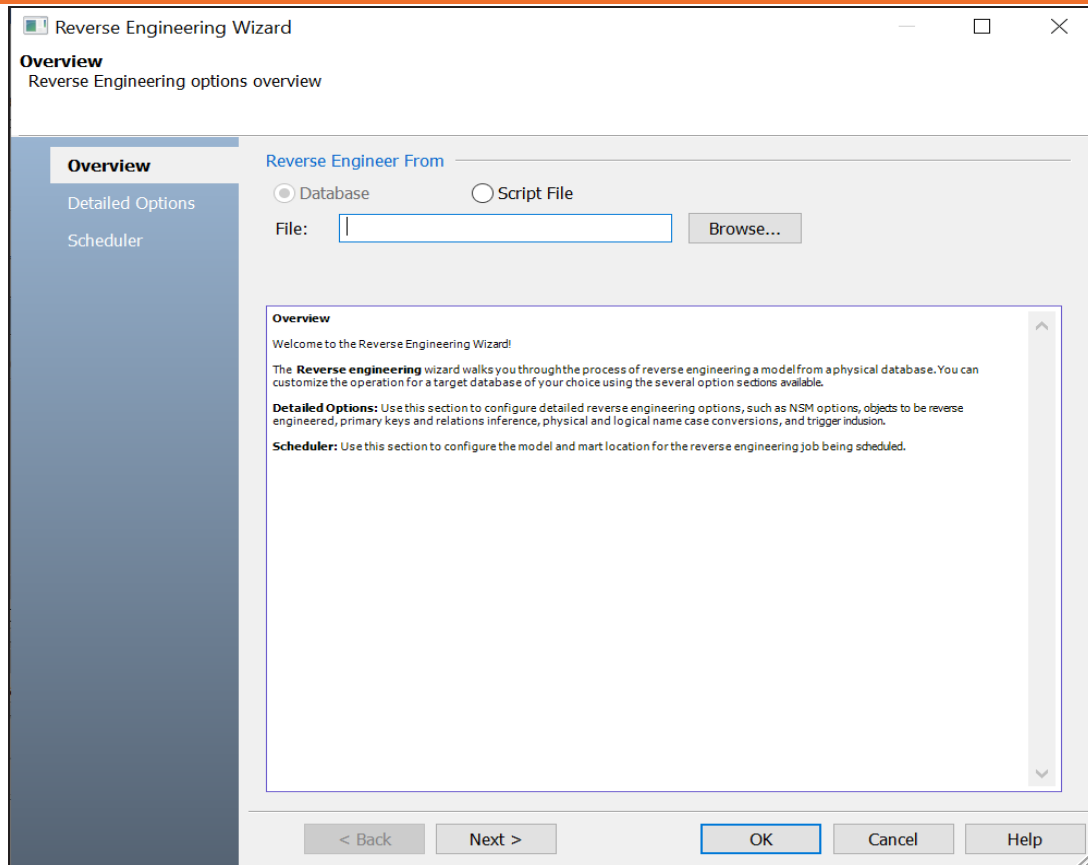 Reverse Engineering Wizard
Overview
Reverse Engineering options overview
Overview
Detailed Options
Scheduler
Reverse Engineer From
Database
Script File
File:
Browse...
Overview
Welcome to the Reverse Engineering Wizard!
The Reverse engineering wizard walks you through the process of reverse engineering a model from a physical database. You can
customize the operation for a target database of your choice using the several option sections available.
Detailed Options: Use this section to configure detailed reverse engineering options, such as NSM options, objects to be reverse
engineered, primary keys and relations inference, physical and logical name case conversions, and trigger inclusion.
Scheduler: Use this section to configure the model and mart location for the reverse engineering job being scheduled.
< Back
Next >
OK
Cancel
Help